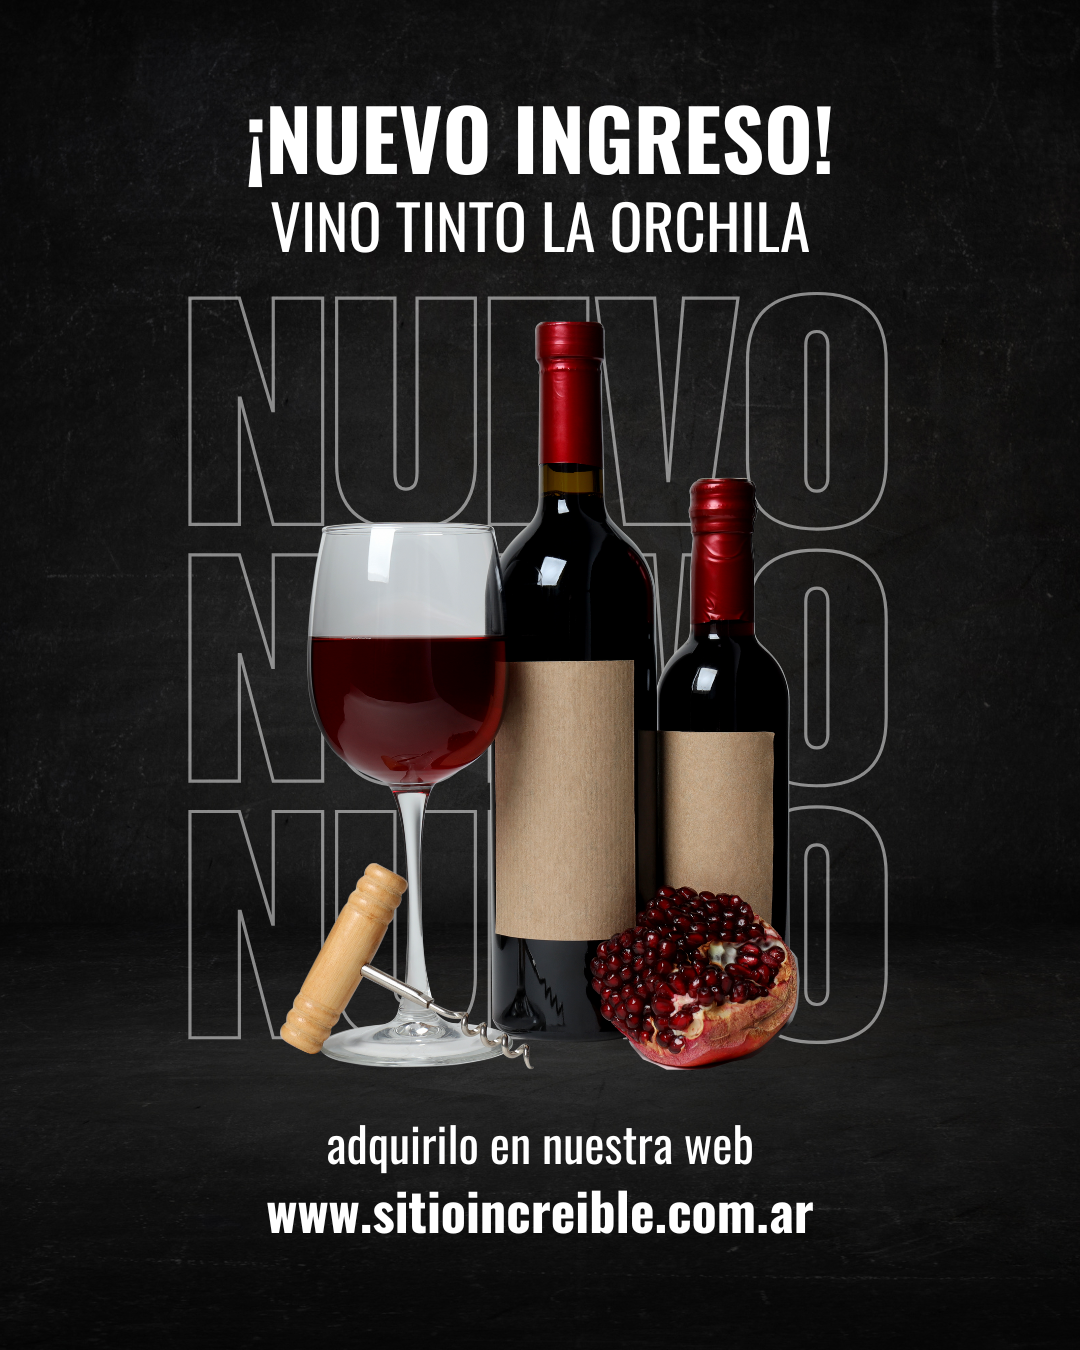 ¡NUEVO INGRESO!
VINO TINTO LA ORCHILA
NUEVO
NUEVO
NUEVO
adquirilo en nuestra web
www.sitioincreible.com.ar